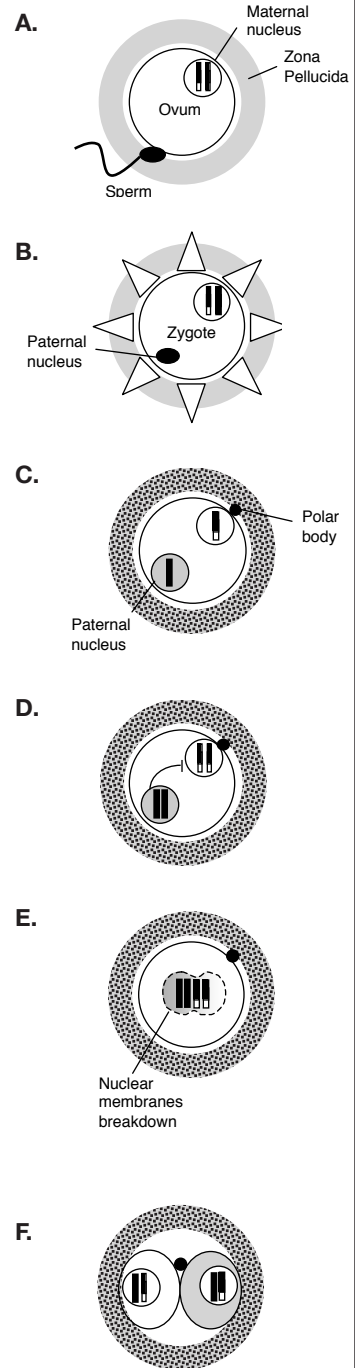 A.
Maternal
nucleus
Zona
Pellucida
Ovum
Sperm
B.
Zygote
Paternal
nucleus
C.
Polar
body
Paternal
nucleus
D.
E.
Nuclear
membranes
breakdown
F.